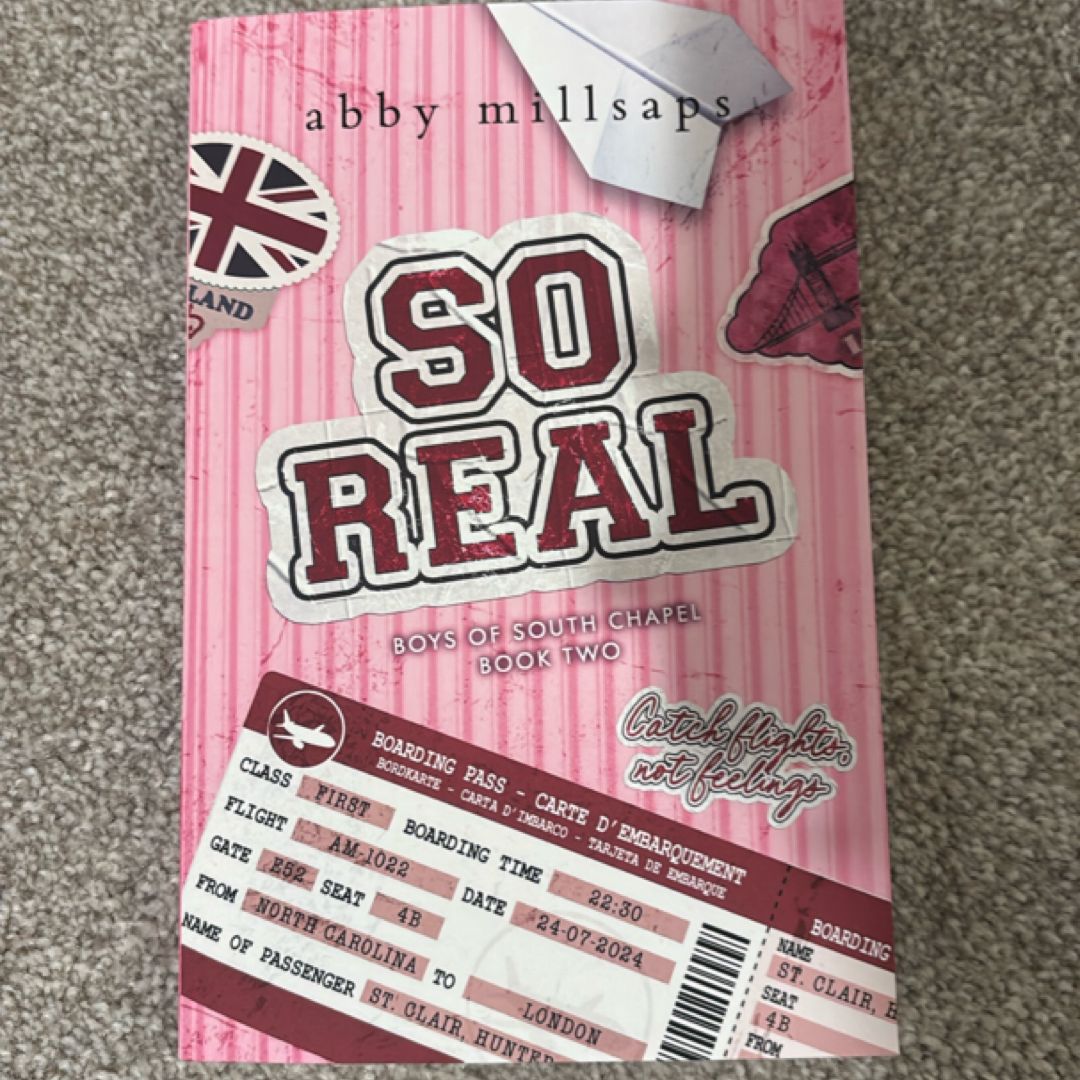 abby millsaps
LAND
SO
REAL
BOYS OF SOUTH CHAPEL
BOOK TWO
Catch flights,
not feelings
BOARDING PASS - CARTE D'EMBARQUEMENT
BORDKARTE - CARTA D'IMBARCO - TARJETA DE EMBARQUE
CLASS FIRST
FLIGHT AM-1022 BOARDING TIME 22:30
GATE E52 SEAT 4B DATE 24-07-2024
FROM NORTH CAROLINA TO LONDON
NAME OF PASSENGER ST. CLAIR, HUNTER
BOARDING
NAME
ST. CLAIR, H
SEAT
4B
FROM